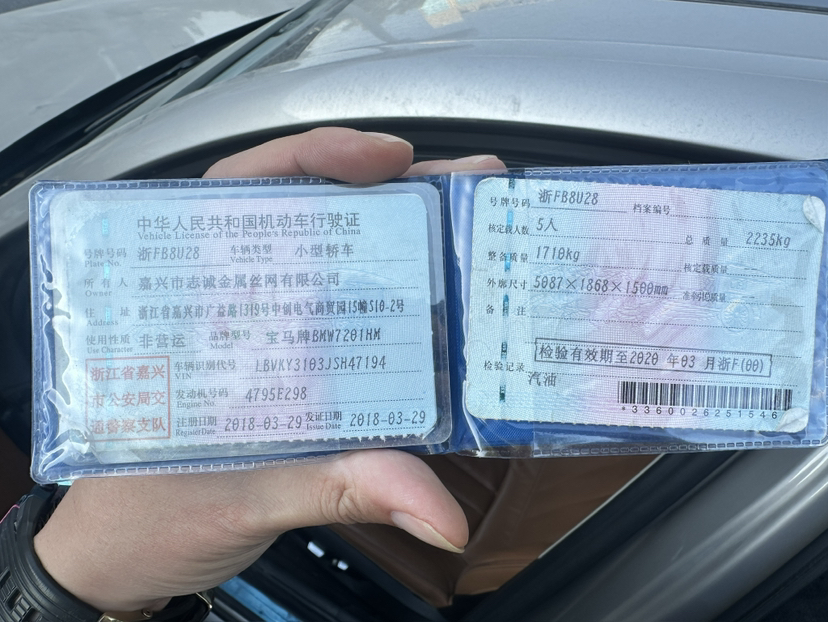 中华人民共和国机动车行驶证
Vehicle License of the People's Republic of China
号牌号码 浙FB8U28 车辆类型 小型轿车
Plate No. Vehicle Type
所有人 嘉兴市志诚金属丝网有限公司
Owner
住址 浙江省嘉兴市广益路1319号中创电气商贸园15幢S10-2号
Address
使用性质 非营运 品牌型号 宝马牌BMW7201HM
Use Character Model
浙江省嘉兴
市公安局交
通警察支队
车辆识别代号 LBVKY3103JSH47194
VIN
发动机号码 4795F298
Engine No.
注册日期 2018-03-29 发证日期 2018-03-29
Register Date Issue Date
号牌号码 浙FB8U28 档案编号
核定载人数 5人 总质量 2235kg
整备质量 1710kg 核定载质量
外廓尺寸 5087×1868×1500mm 准牵引总质量
备注
检验有效期至2020年03月浙F(00)
检验记录
汽油
*3360026251546